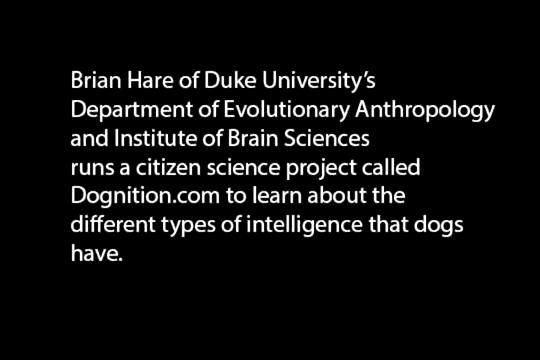 Brian Hare of Duke University’s
Department of Evolutionary Anthropology
and Institute of Brain Sciences
runs a citizen science project called
Dognition.com to learn about the
different types of intelligence that dogs
have.